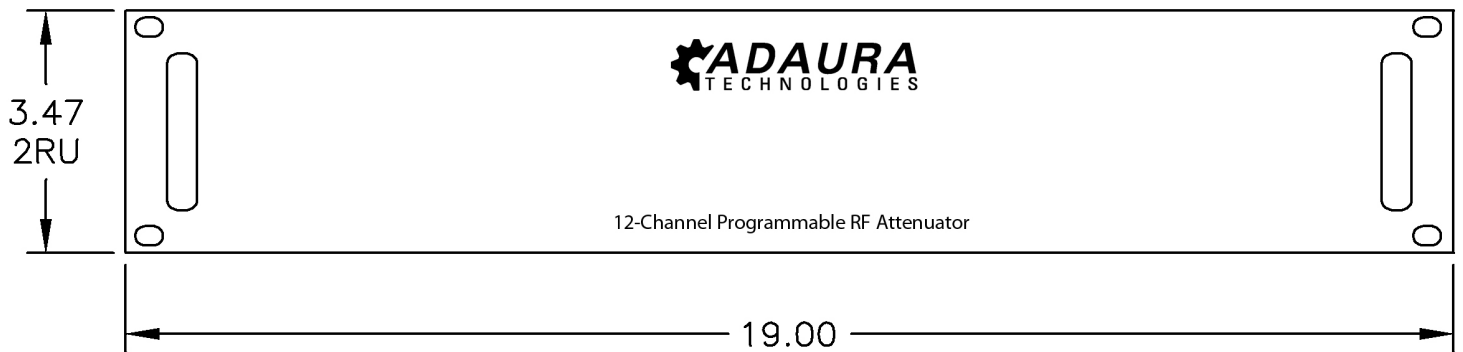 ADAURA
TECHNOLOGIES
3.47
2RU
12-Channel Programmable RF Attenuator
19.00